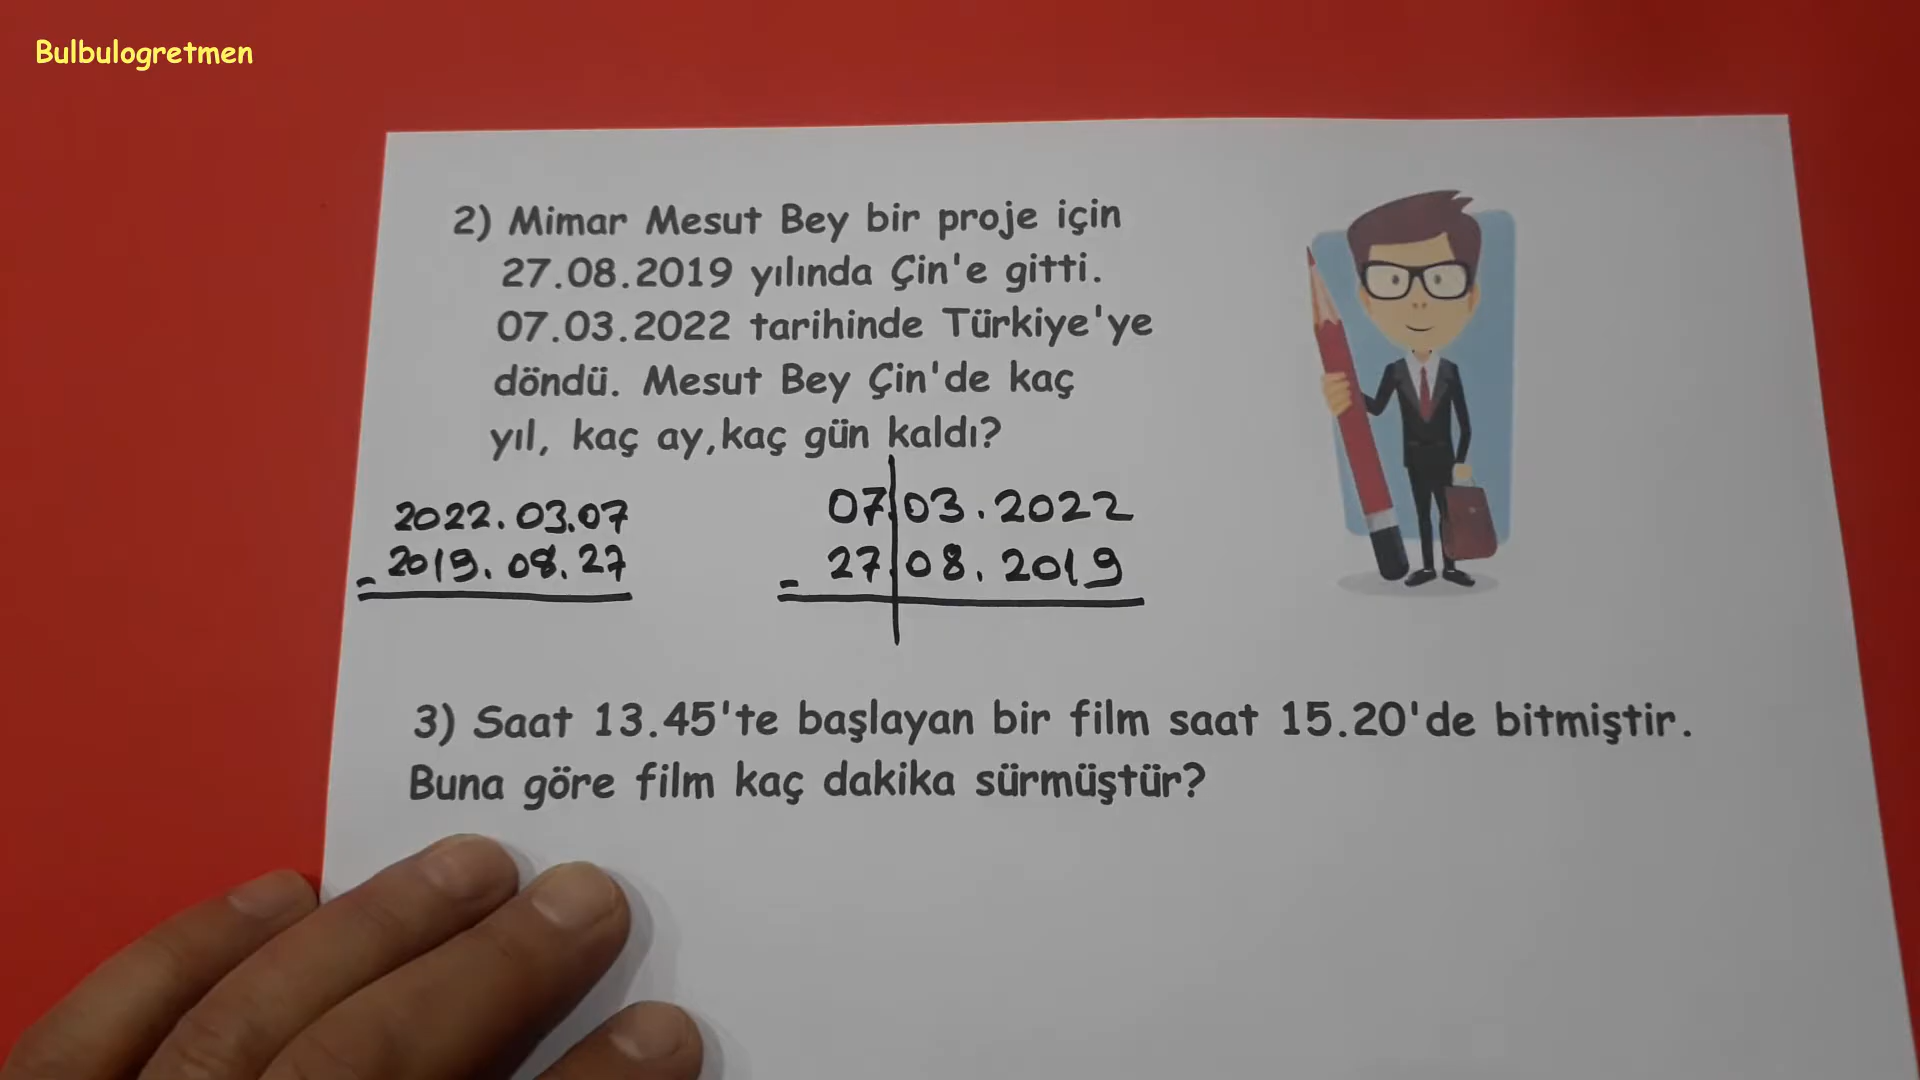 Bulbulogretmen
2) Mimar Mesut Bey bir proje için
27.08.2019 yılında Çin'e gitti.
07.03.2022 tarihinde Türkiye'ye
döndü. Mesut Bey Çin'de kaç
yıl, kaç ay,kaç gün kaldı?
2022.03.07
- 2019.08.27
07.03.2022
- 27.08.2019
3) Saat 13.45'te başlayan bir film saat 15.20'de bitmiştir.
Buna göre film kaç dakika sürmüştür?